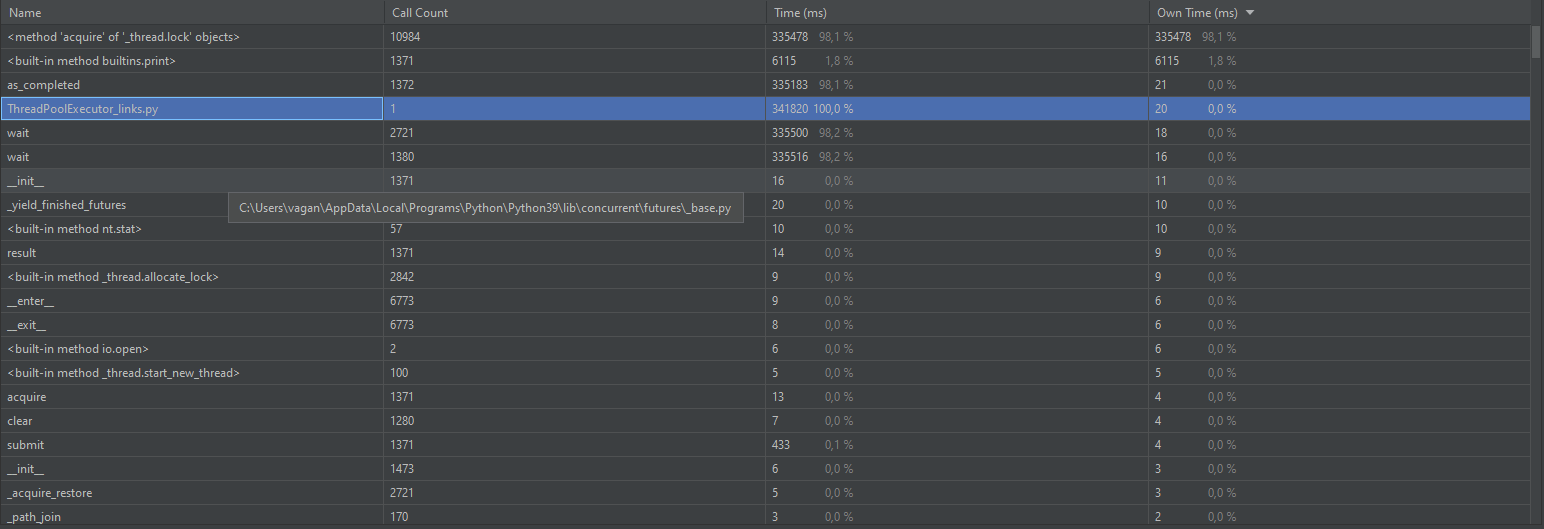 Name Call Count Time (ms) Own Time (ms)
<method 'acquire' of '_thread.lock' objects> 10984 335478 98,1 % 335478 98,1 %
<built-in method builtins.print> 1371 6115 1,8 % 6115 1,8 %
as_completed 1372 335183 98,1 % 21 0,0 %
ThreadPoolExecutor_links.py 1 341820 100,0 % 20 0,0 %
wait 2721 335500 98,2 % 18 0,0 %
wait 1380 335516 98,2 % 16 0,0 %
__init__ 1371 16 0,0 % 11 0,0 %
_yield_finished_futures C:\Users\vagan\AppData\Local\Programs\Python\Python39\lib\concurrent\futures\_base.py 20 0,0 % 10 0,0 %
<built-in method nt.stat> 57 10 0,0 % 10 0,0 %
result 1371 14 0,0 % 9 0,0 %
<built-in method _thread.allocate_lock> 2842 9 0,0 % 9 0,0 %
__enter__ 6773 9 0,0 % 6 0,0 %
__exit__ 6773 8 0,0 % 6 0,0 %
<built-in method io.open> 2 6 0,0 % 6 0,0 %
<built-in method _thread.start_new_thread> 100 5 0,0 % 5 0,0 %
acquire 1371 13 0,0 % 4 0,0 %
clear 1280 7 0,0 % 4 0,0 %
submit 1371 433 0,1 % 4 0,0 %
__init__ 1473 6 0,0 % 3 0,0 %
_acquire_restore 2721 5 0,0 % 3 0,0 %
_path_join 170 3 0,0 % 2 0,0 %